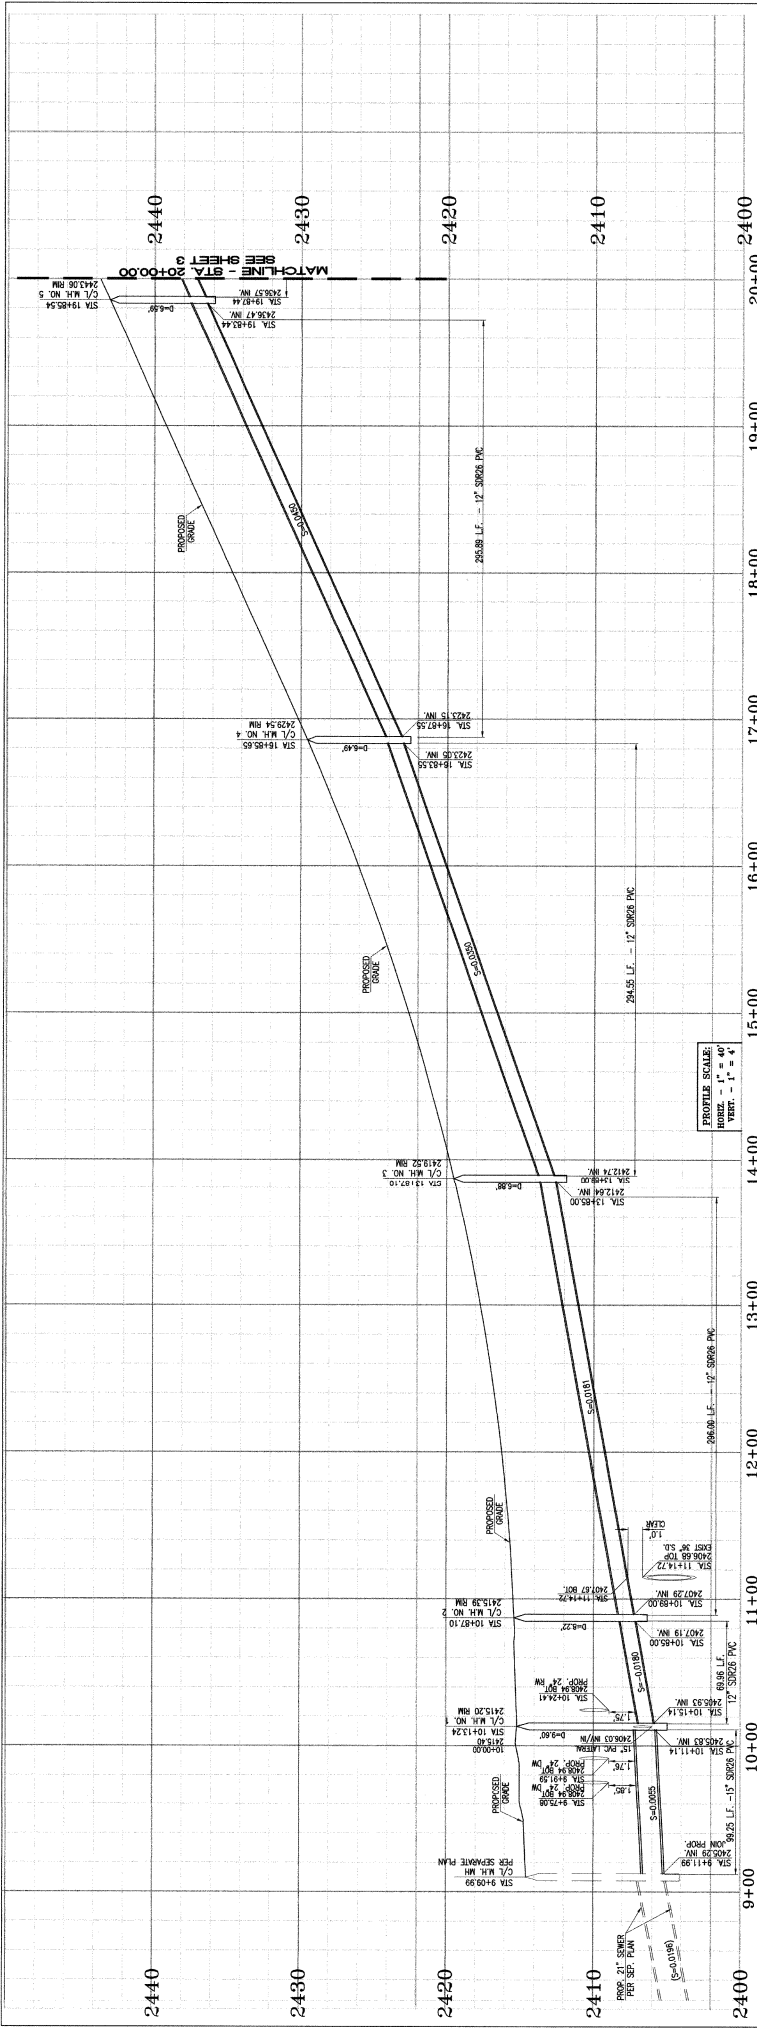 2440
2430
2420
2410
2400
PROP. 21" SEWER
PER SEP. PLAN
(S=0.0196)
STA 9+09.99
C/L M.H. MH
PER SEPARATE PLAN
STA. 9+11.99
2405.29 INV.
JOIN PROP.
PROPOSED
GRADE
S=0.0055
99.25 L.F. -15" SDR26 PVC
STA. 9+75.08
2408.94 BOT
PROP. 24" DW
1.85'
STA. 9+91.59
2408.94 BOT
PROP. 24" DW
1.76'
10+00.00
2415.40
STA 10+13.24
C/L M.H. NO. 1
2415.20 RIM
D=9.60'
15" PVC LATERAL
2406.03 INV/IN
STA. 10+11.14
2405.83 INV.
STA. 10+15.14
2405.93 INV.
STA. 10+24.41
2408.94 BOT
PROP. 24" RW
1.75'
S=-0.0180
69.96 L.F.
12" SDR26 PVC
STA 10+87.10
C/L M.H. NO. 2
2415.39 RIM
D=8.22'
STA. 10+85.00
2407.19 INV.
STA. 10+89.00
2407.29 INV.
STA. 11+14.72
2407.67 BOT.
STA. 11+14.72
2406.68 TOP
EXIST 36" S.D.
1.0'
CLEAR
PROPOSED
GRADE
S=0.0181
296.00 L.F. - 12" SDR26 PVC
STA 13+87.10
C/L M.H. NO. 3
2419.52 RIM
D=6.88'
STA. 13+85.00
2412.64 INV.
STA. 13+89.00
2412.74 INV.
PROFILE SCALE:
HORIZ. - 1" = 40'
VERT. - 1" = 4'
PROPOSED
GRADE
S=0.0350
294.55 L.F. - 12" SDR26 PVC
STA 16+85.65
C/L M.H. NO. 4
2429.54 RIM
D=6.49'
STA. 16+83.55
2423.05 INV.
STA. 16+87.55
2423.15 INV.
PROPOSED
GRADE
S=0.0450
295.89 L.F. - 12" SDR26 PVC
STA 19+85.54
C/L M.H. NO. 5
2443.06 RIM
D=6.59'
STA. 19+83.44
2436.47 INV.
STA. 19+87.44
2436.57 INV.
MATCHLINE - STA. 20+00.00
SEE SHEET 3
2440
2430
2420
2410
2400
9+00
10+00
11+00
12+00
13+00
14+00
15+00
16+00
17+00
18+00
19+00
20+00